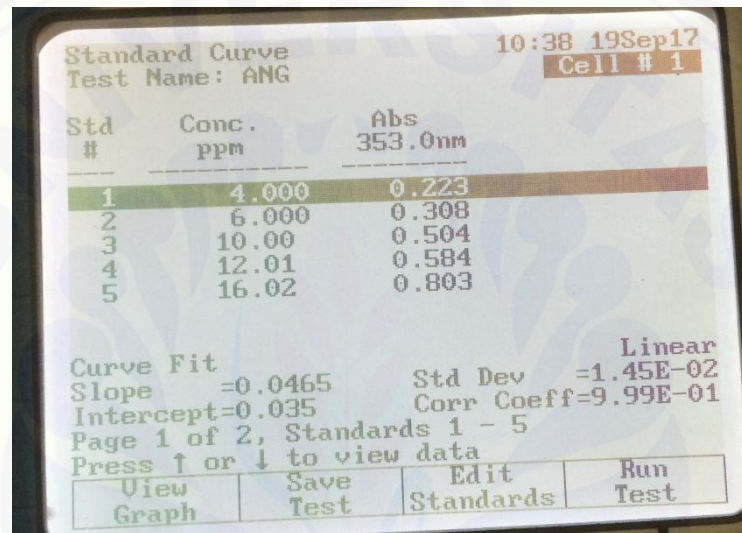 Standard Curve 10:38 19Sep17
Test Name: ANG Cell # 1
Std Conc. Abs
# ppm 353.0nm
1 4.000 0.223
2 6.000 0.308
3 10.00 0.504
4 12.01 0.584
5 16.02 0.803
Linear
Curve Fit
Slope =0.0465 Std Dev =1.45E-02
Intercept=0.035 Corr Coeff=9.99E-01
Page 1 of 2, Standards 1 - 5
Press ↑ or ↓ to view data
View Save Edit Run
Graph Test Standards Test